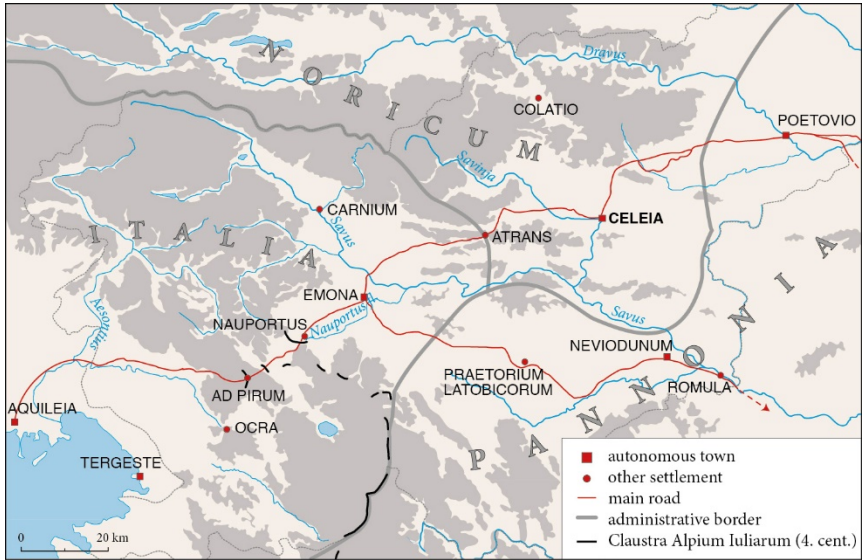 NORICUM
Dravus
COLATIO
POETOVIO
Savinja
CARNIUM
Savus
CELEIA
ATRANS
ITALIA
EMONA
Aesontius
NAUPORTUS
Nauportus fl.
Savus
NEVIODUNUM
PRAETORIUM
LATOBICORUM
ROMULA
AD PIRUM
AQUILEIA
OCRA
PANNONIA
TERGESTE
0 20 km
autonomous town
other settlement
main road
administrative border
Claustra Alpium Iuliarum (4. cent.)